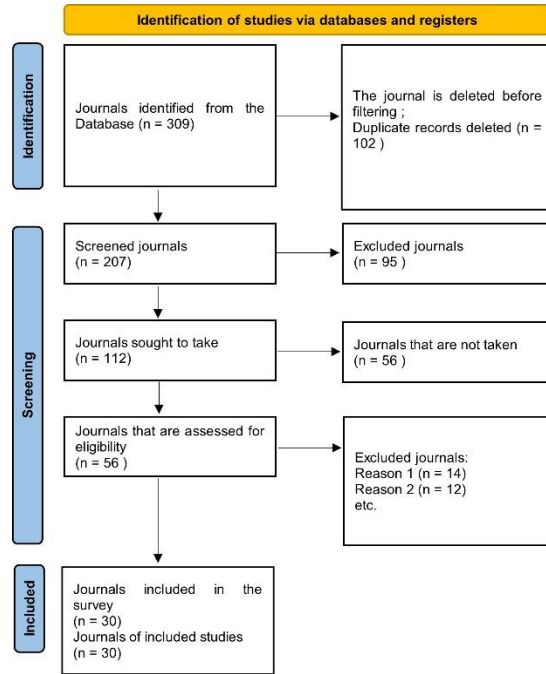 Identification of studies via databases and registers
Identification
Journals identified from the
Database (n = 309)
The journal is deleted before
filtering ;
Duplicate records deleted (n =
102 )
Screening
Screened journals
(n = 207)
Excluded journals
(n = 95 )
Journals sought to take
(n = 112)
Journals that are not taken
(n = 56 )
Journals that are assessed for
eligibility
(n = 56 )
Excluded journals:
Reason 1 (n = 14)
Reason 2 (n = 12)
etc.
Included
Journals included in the
survey
(n = 30)
Journals of included studies
(n = 30)